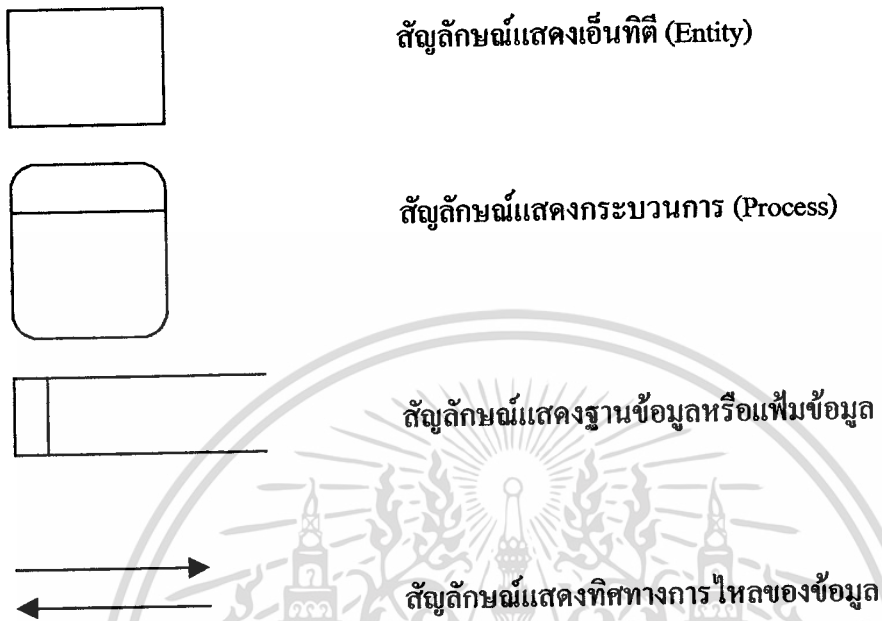 สัญลักษณ์แสดงเอ็นทิตี (Entity)
สัญลักษณ์แสดงกระบวนการ (Process)
สัญลักษณ์แสดงฐานข้อมูลหรือแฟ้มข้อมูล
สัญลักษณ์แสดงทิศทางการไหลของข้อมูล